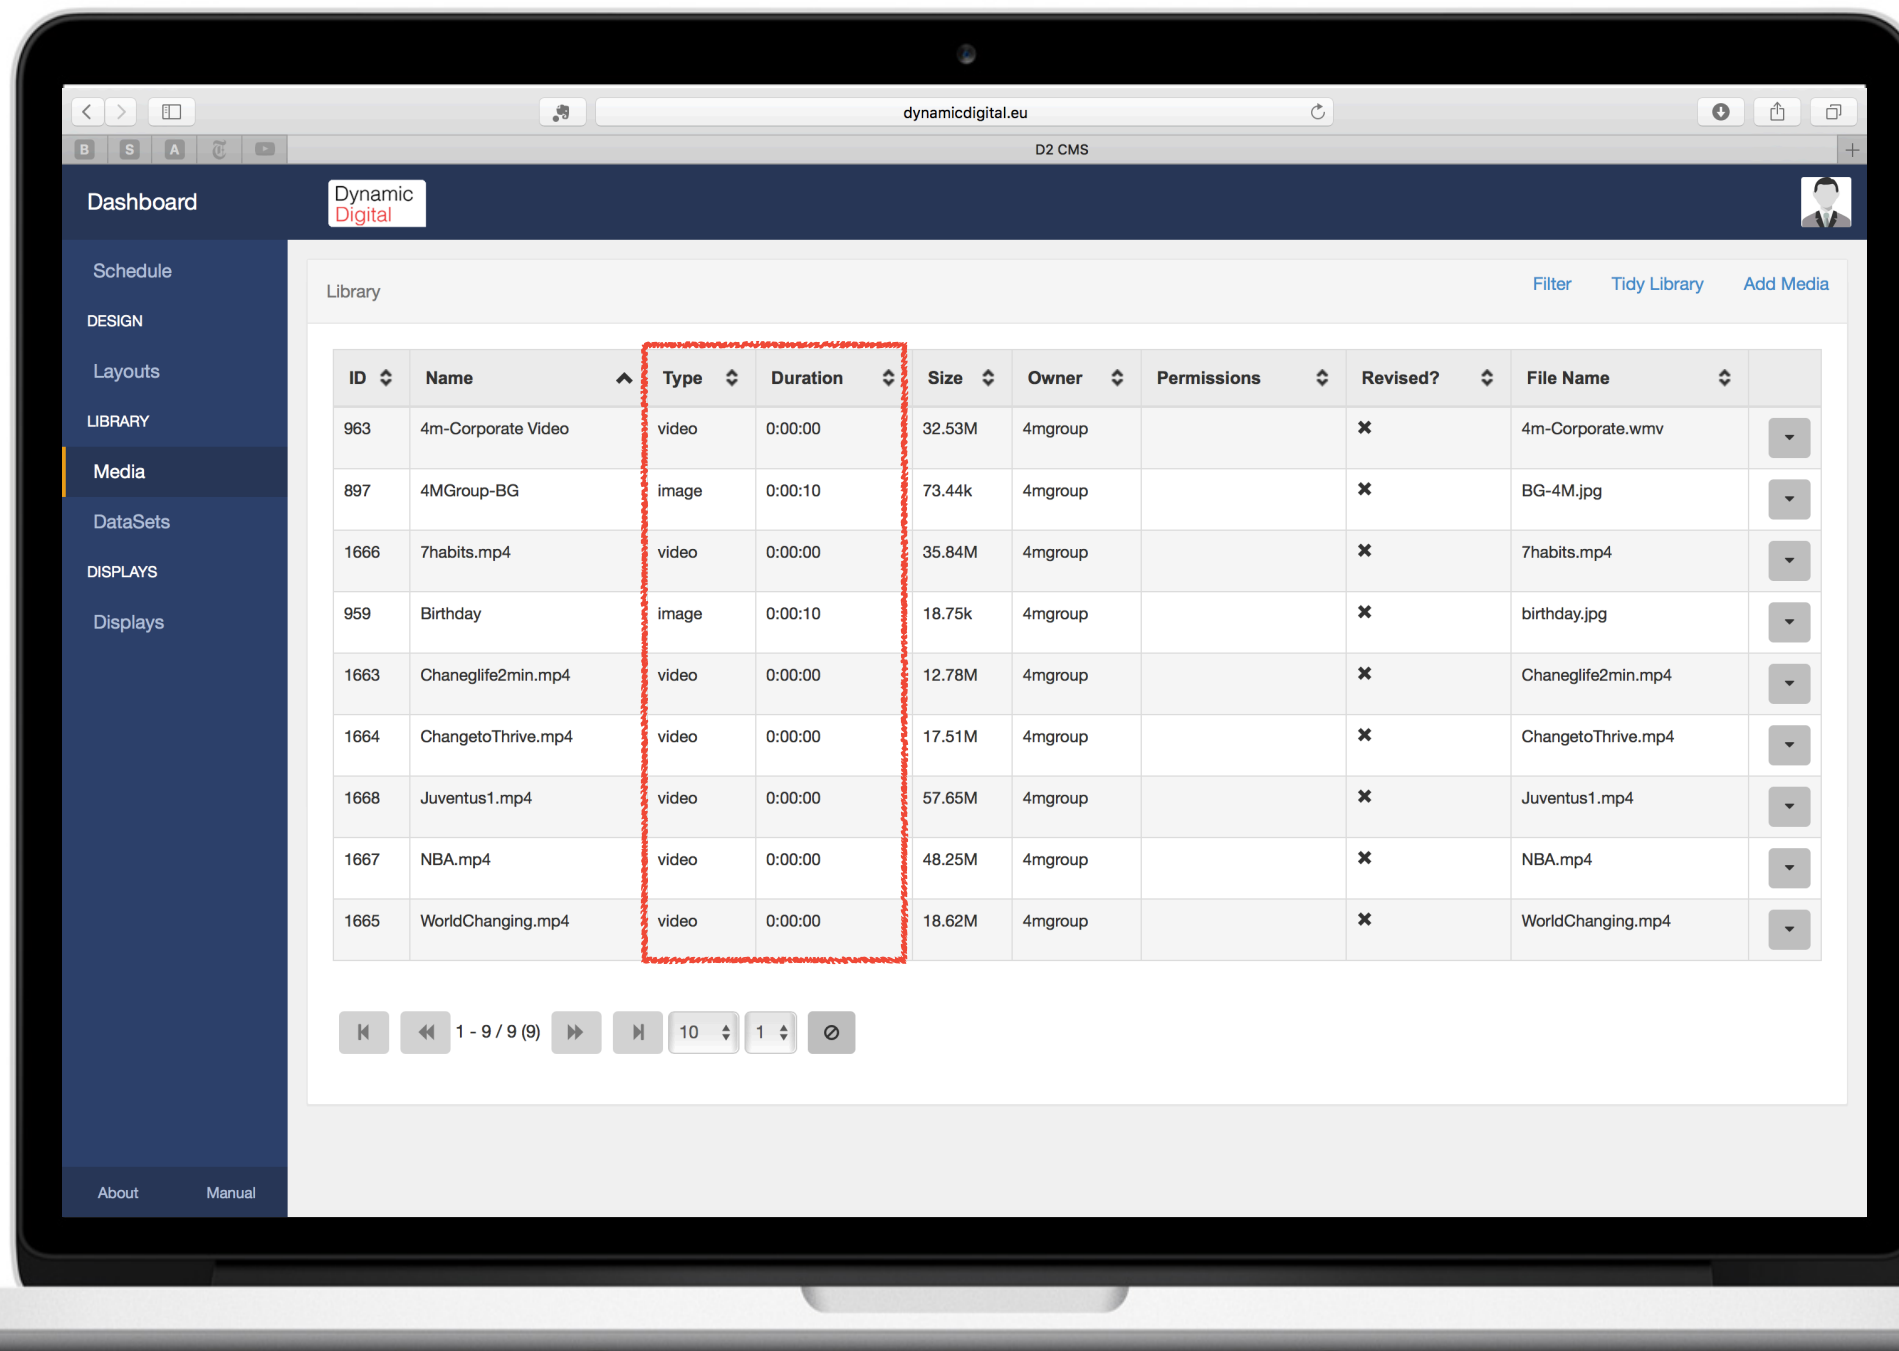 dynamicdigital.eu
B S A D2 CMS +
Dashboard
Dynamic
Digital
Schedule
DESIGN
Layouts
LIBRARY
Media
DataSets
DISPLAYS
Displays
About Manual
Library Filter Tidy Library Add Media
ID Name Type Duration Size Owner Permissions Revised? File Name
963 4m-Corporate Video video 0:00:00 32.53M 4mgroup 4m-Corporate.wmv
897 4MGroup-BG image 0:00:10 73.44k 4mgroup BG-4M.jpg
1666 7habits.mp4 video 0:00:00 35.84M 4mgroup 7habits.mp4
959 Birthday image 0:00:10 18.75k 4mgroup birthday.jpg
1663 Chaneglife2min.mp4 video 0:00:00 12.78M 4mgroup Chaneglife2min.mp4
1664 ChangetoThrive.mp4 video 0:00:00 17.51M 4mgroup ChangetoThrive.mp4
1668 Juventus1.mp4 video 0:00:00 57.65M 4mgroup Juventus1.mp4
1667 NBA.mp4 video 0:00:00 48.25M 4mgroup NBA.mp4
1665 WorldChanging.mp4 video 0:00:00 18.62M 4mgroup WorldChanging.mp4
1 - 9 / 9 (9) 10 1